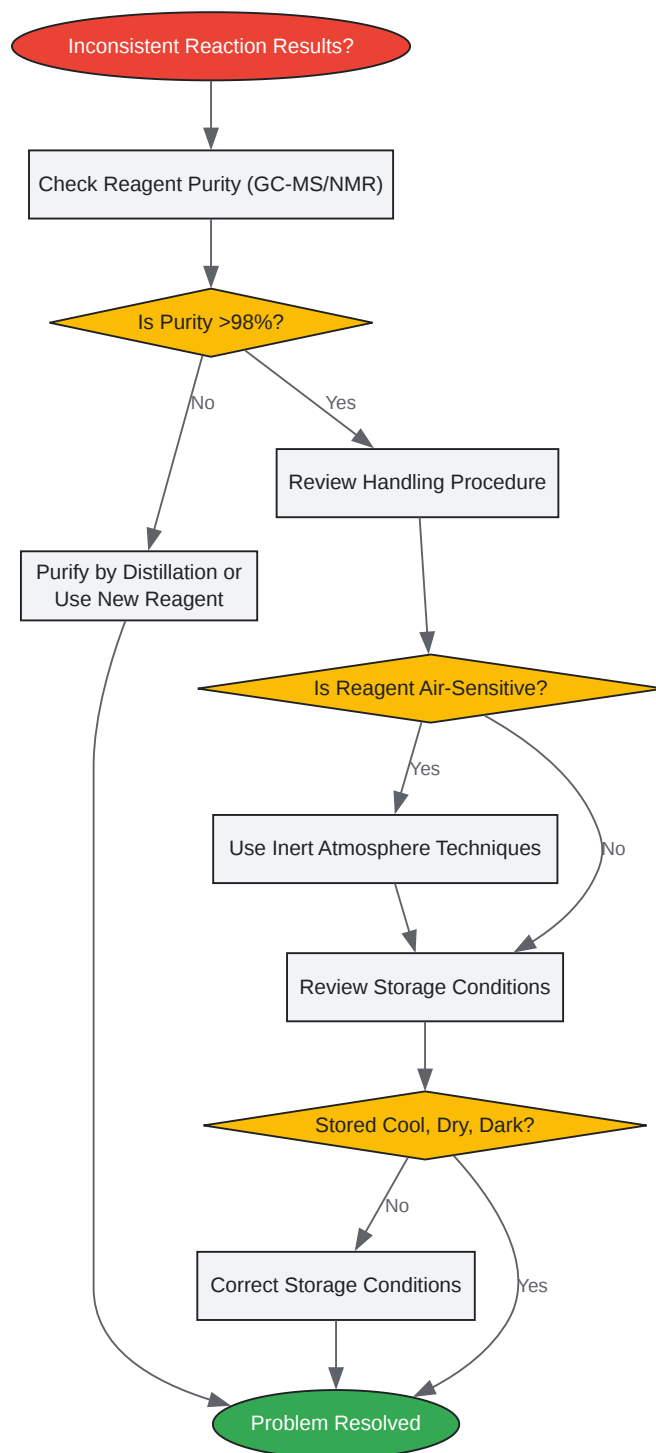 Inconsistent Reaction Results?
Check Reagent Purity (GC-MS/NMR)
Is Purity >98%?
No
Yes
Review Handling Procedure
Purify by Distillation or
Use New Reagent
Is Reagent Air-Sensitive?
Yes
Use Inert Atmosphere Techniques
No
Review Storage Conditions
Stored Cool, Dry, Dark?
No
Correct Storage Conditions
Yes
Problem Resolved